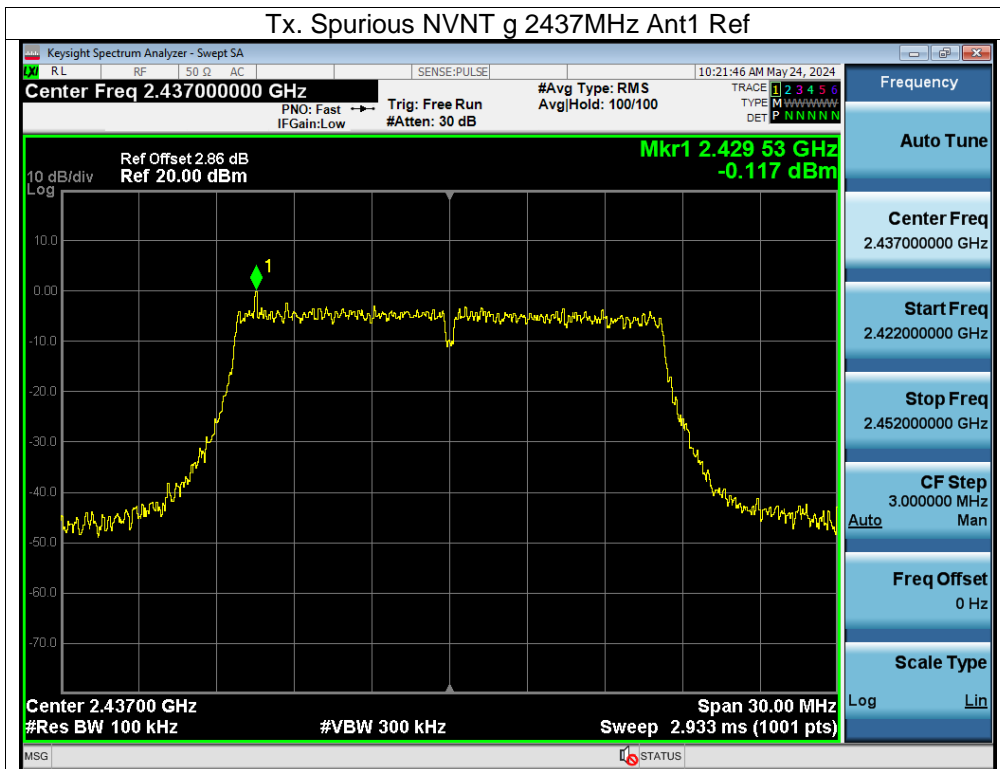 Tx. Spurious NVNT g 2437MHz Ant1 Ref
Keysight Spectrum Analyzer - Swept SA
LXI RL RF 50 Ω AC SENSE:PULSE 10:21:46 AM May 24, 2024
Center Freq 2.437000000 GHz #Avg Type: RMS TRACE 1 2 3 4 5 6
PNO: Fast Trig: Free Run Avg|Hold: 100/100 TYPE M WWWWW
IFGain:Low #Atten: 30 dB DET P N N N N N
Mkr1 2.429 53 GHz
-0.117 dBm
Ref Offset 2.86 dB
10 dB/div Ref 20.00 dBm
Log
10.0
1
0.00
-10.0
-20.0
-30.0
-40.0
-50.0
-60.0
-70.0
Center 2.43700 GHz Span 30.00 MHz
#Res BW 100 kHz #VBW 300 kHz Sweep 2.933 ms (1001 pts)
MSG STATUS
Frequency
Auto Tune
Center Freq
2.437000000 GHz
Start Freq
2.422000000 GHz
Stop Freq
2.452000000 GHz
CF Step
3.000000 MHz
Auto Man
Freq Offset
0 Hz
Scale Type
Log Lin